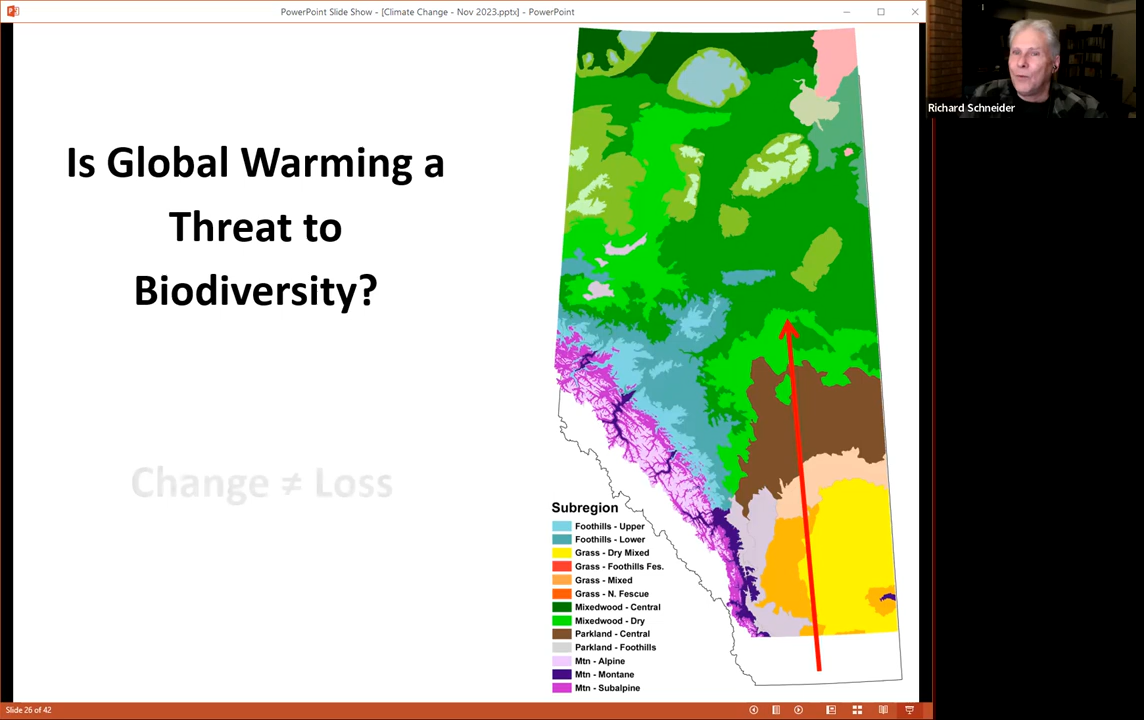 PowerPoint Slide Show - [Climate Change - Nov 2023.pptx] - PowerPoint
Richard Schneider
Is Global Warming a
Threat to
Biodiversity?
Change ≠ Loss
Subregion
Foothills - Upper
Foothills - Lower
Grass - Dry Mixed
Grass - Foothills Fes.
Grass - Mixed
Grass - N. Fescue
Mixedwood - Central
Mixedwood - Dry
Parkland - Central
Parkland - Foothills
Mtn - Alpine
Mtn - Montane
Mtn - Subalpine
Slide 26 of 42